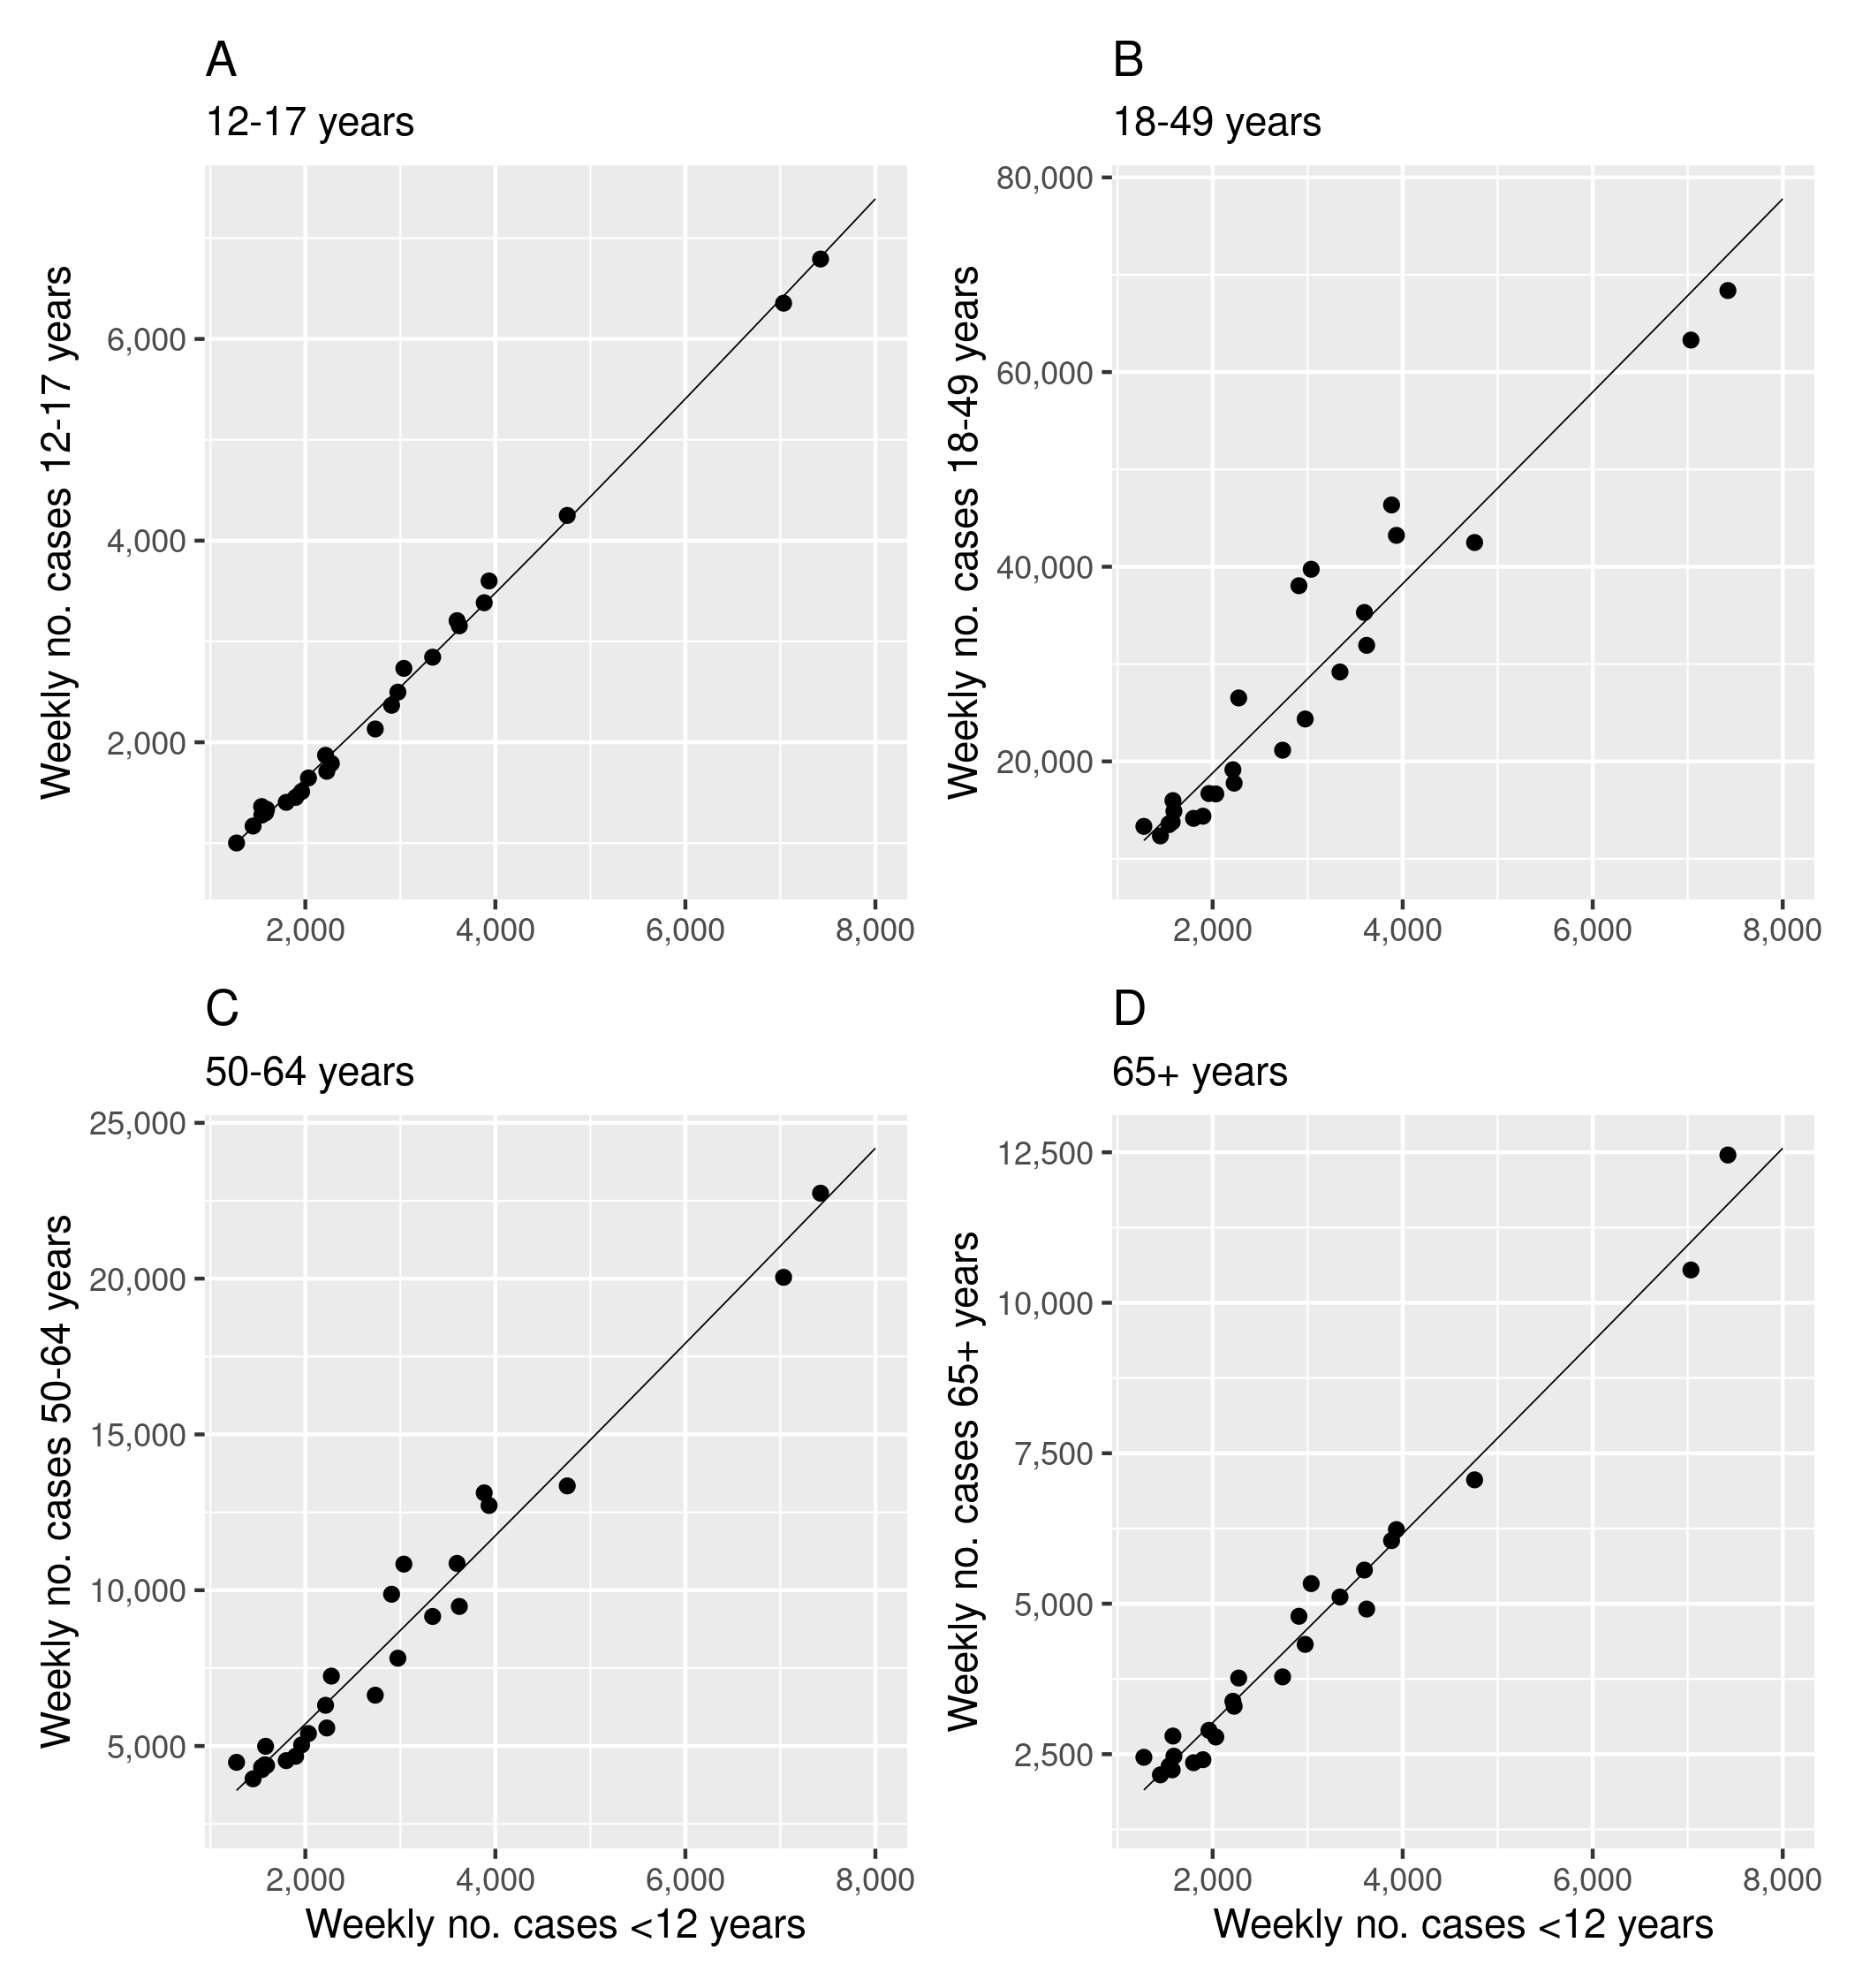 A
12-17 years
Weekly no. cases 12-17 years
6,000
4,000
2,000
2,000 4,000 6,000 8,000
B
18-49 years
Weekly no. cases 18-49 years
80,000
60,000
40,000
20,000
2,000 4,000 6,000 8,000
C
50-64 years
Weekly no. cases 50-64 years
25,000
20,000
15,000
10,000
5,000
2,000 4,000 6,000 8,000
Weekly no. cases <12 years
D
65+ years
Weekly no. cases 65+ years
12,500
10,000
7,500
5,000
2,500
2,000 4,000 6,000 8,000
Weekly no. cases <12 years